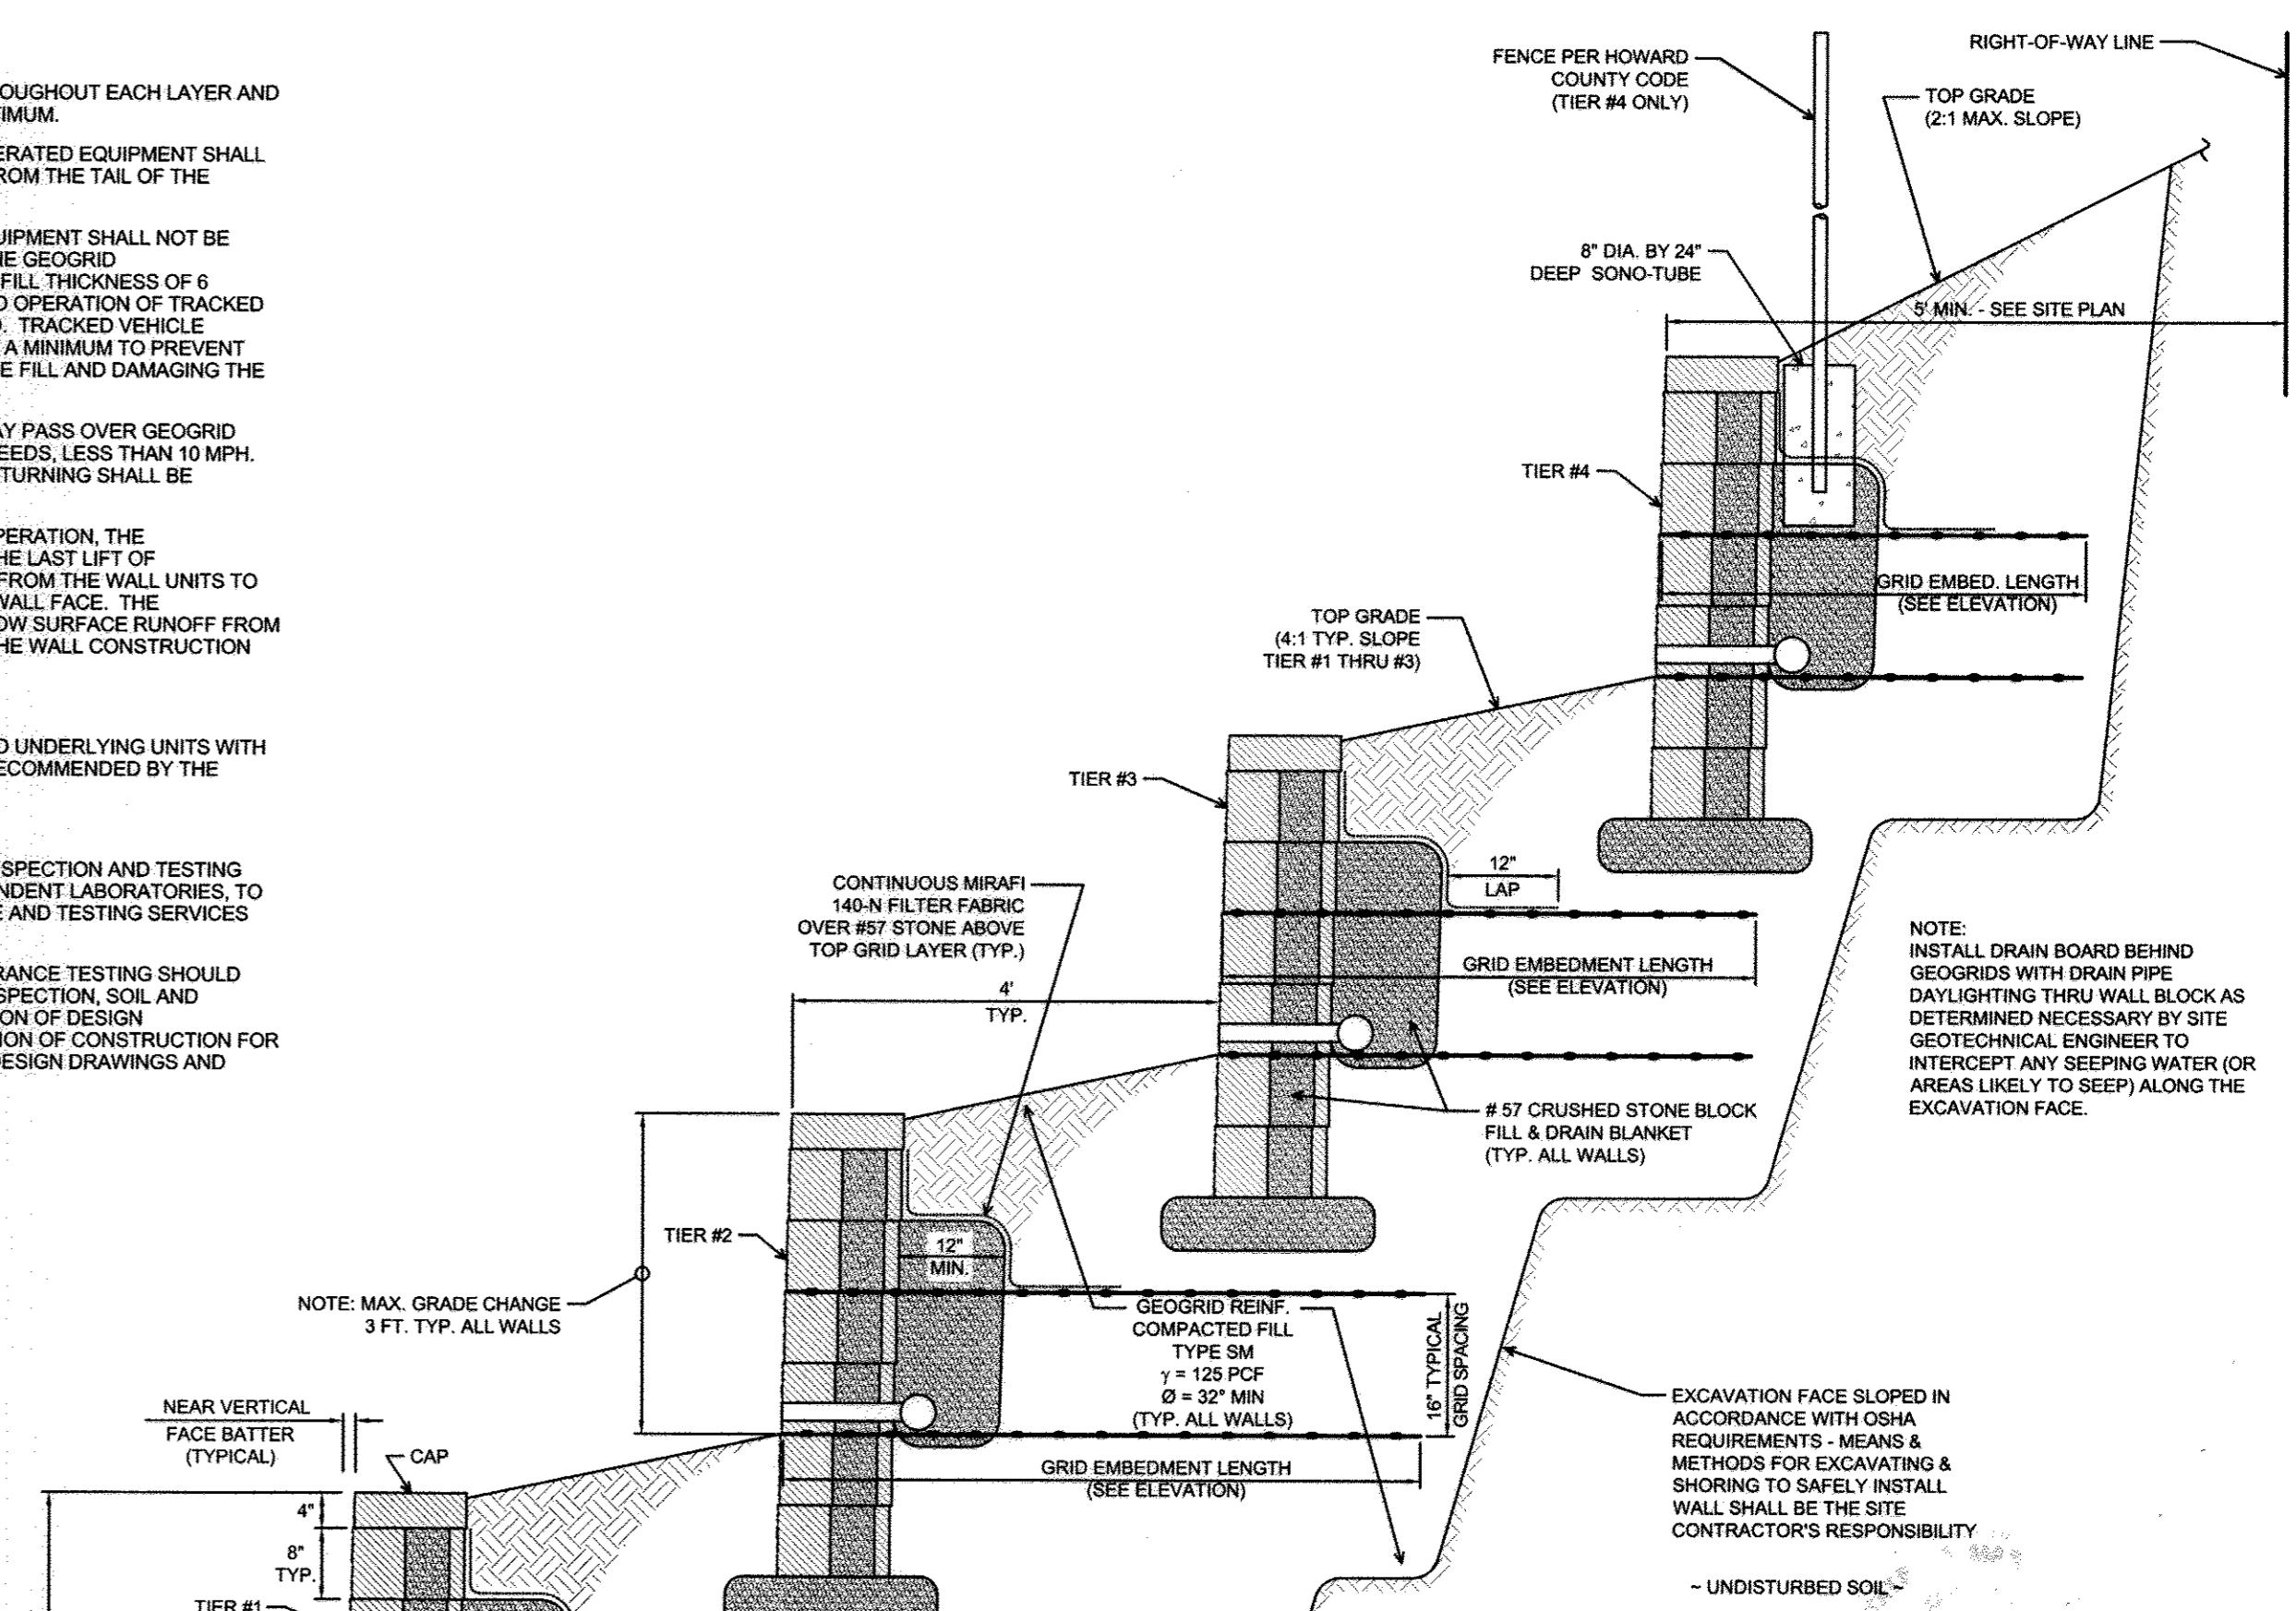 OUGHOUT EACH LAYER AND
IMUM.
ERATED EQUIPMENT SHALL
ROM THE TAIL OF THE
UIPMENT SHALL NOT BE
HE GEOGRID
FILL THICKNESS OF 6
O OPERATION OF TRACKED
. TRACKED VEHICLE
A MINIMUM TO PREVENT
E FILL AND DAMAGING THE
AY PASS OVER GEOGRID
EEDS, LESS THAN 10 MPH.
TURNING SHALL BE
PERATION, THE
HE LAST LIFT OF
FROM THE WALL UNITS TO
WALL FACE. THE
OW SURFACE RUNOFF FROM
HE WALL CONSTRUCTION
D UNDERLYING UNITS WITH
ECOMMENDED BY THE
SPECTION AND TESTING
NDENT LABORATORIES, TO
E AND TESTING SERVICES
RANCE TESTING SHOULD
SPECTION, SOIL AND
ON OF DESIGN
ION OF CONSTRUCTION FOR
DESIGN DRAWINGS AND
FENCE PER HOWARD
COUNTY CODE
(TIER #4 ONLY)
RIGHT-OF-WAY LINE
TOP GRADE
(2:1 MAX. SLOPE)
8" DIA. BY 24"
DEEP SONO-TUBE
5' MIN. - SEE SITE PLAN
TIER #4
GRID EMBED. LENGTH
(SEE ELEVATION)
TOP GRADE
(4:1 TYP. SLOPE
TIER #1 THRU #3)
TIER #3
12"
LAP
CONTINUOUS MIRAFI
140-N FILTER FABRIC
OVER #57 STONE ABOVE
TOP GRID LAYER (TYP.)
GRID EMBEDMENT LENGTH
(SEE ELEVATION)
4'
TYP.
NOTE:
INSTALL DRAIN BOARD BEHIND
GEOGRIDS WITH DRAIN PIPE
DAYLIGHTING THRU WALL BLOCK AS
DETERMINED NECESSARY BY SITE
GEOTECHNICAL ENGINEER TO
INTERCEPT ANY SEEPING WATER (OR
AREAS LIKELY TO SEEP) ALONG THE
EXCAVATION FACE.
# 57 CRUSHED STONE BLOCK
FILL & DRAIN BLANKET
(TYP. ALL WALLS)
TIER #2
12"
MIN.
NOTE: MAX. GRADE CHANGE
3 FT. TYP. ALL WALLS
GEOGRID REINF.
COMPACTED FILL
TYPE SM
γ = 125 PCF
Ø = 32° MIN
(TYP. ALL WALLS)
16" TYPICAL
GRID SPACING
GRID EMBEDMENT LENGTH
(SEE ELEVATION)
EXCAVATION FACE SLOPED IN
ACCORDANCE WITH OSHA
REQUIREMENTS - MEANS &
METHODS FOR EXCAVATING &
SHORING TO SAFELY INSTALL
WALL SHALL BE THE SITE
CONTRACTOR'S RESPONSIBILITY
~ UNDISTURBED SOIL ~
NEAR VERTICAL
FACE BATTER
(TYPICAL)
CAP
4"
8"
TYP.
TIER #1